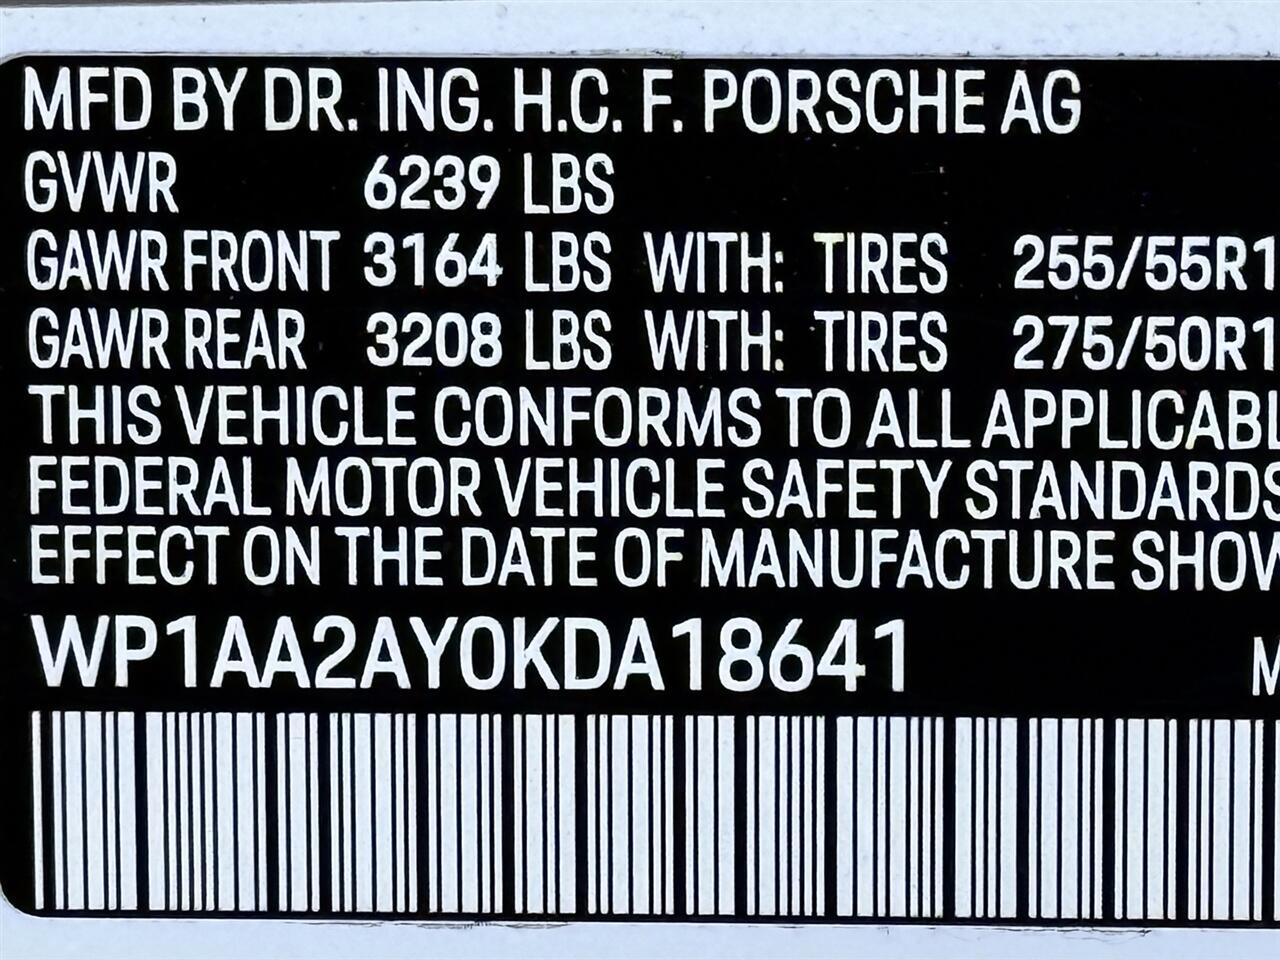 MFD BY DR. ING. H.C. F. PORSCHE AG
GVWR 6239 LBS
GAWR FRONT 3164 LBS WITH: TIRES 255/55R1
GAWR REAR 3208 LBS WITH: TIRES 275/50R1
THIS VEHICLE CONFORMS TO ALL APPLICABL
FEDERAL MOTOR VEHICLE SAFETY STANDARDS
EFFECT ON THE DATE OF MANUFACTURE SHOW
WP1AA2AY0KDA18641 M